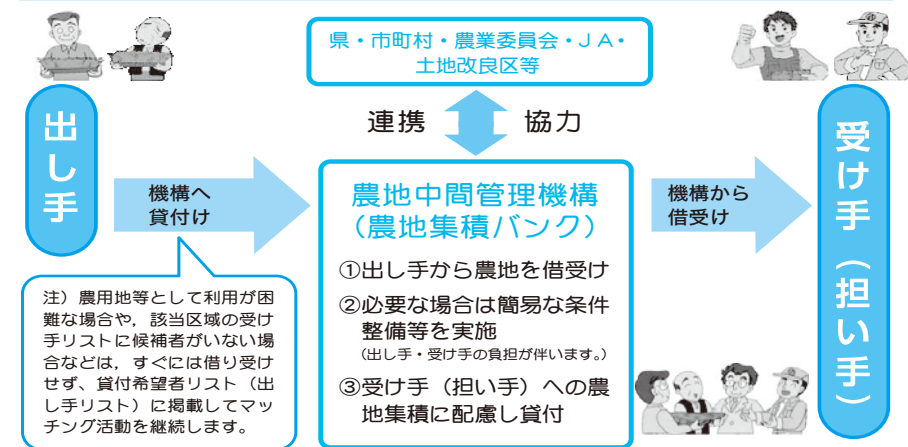 県・市町村・農業委員会・ＪＡ・
土地改良区等
連携
協力
出し手
機構へ
貸付け
農地中間管理機構
（農地集積バンク）
①出し手から農地を借受け
②必要な場合は簡易な条件
整備等を実施
（出し手・受け手の負担が伴います。）
③受け手（担い手）への農
地集積に配慮し貸付
機構から
借受け
受け手（担い手）
注）農用地等として利用が困
難な場合や，該当区域の受け
手リストに候補者がいない場
合などは，すぐには借り受け
せず、貸付希望者リスト（出
し手リスト）に掲載してマッ
チング活動を継続します。